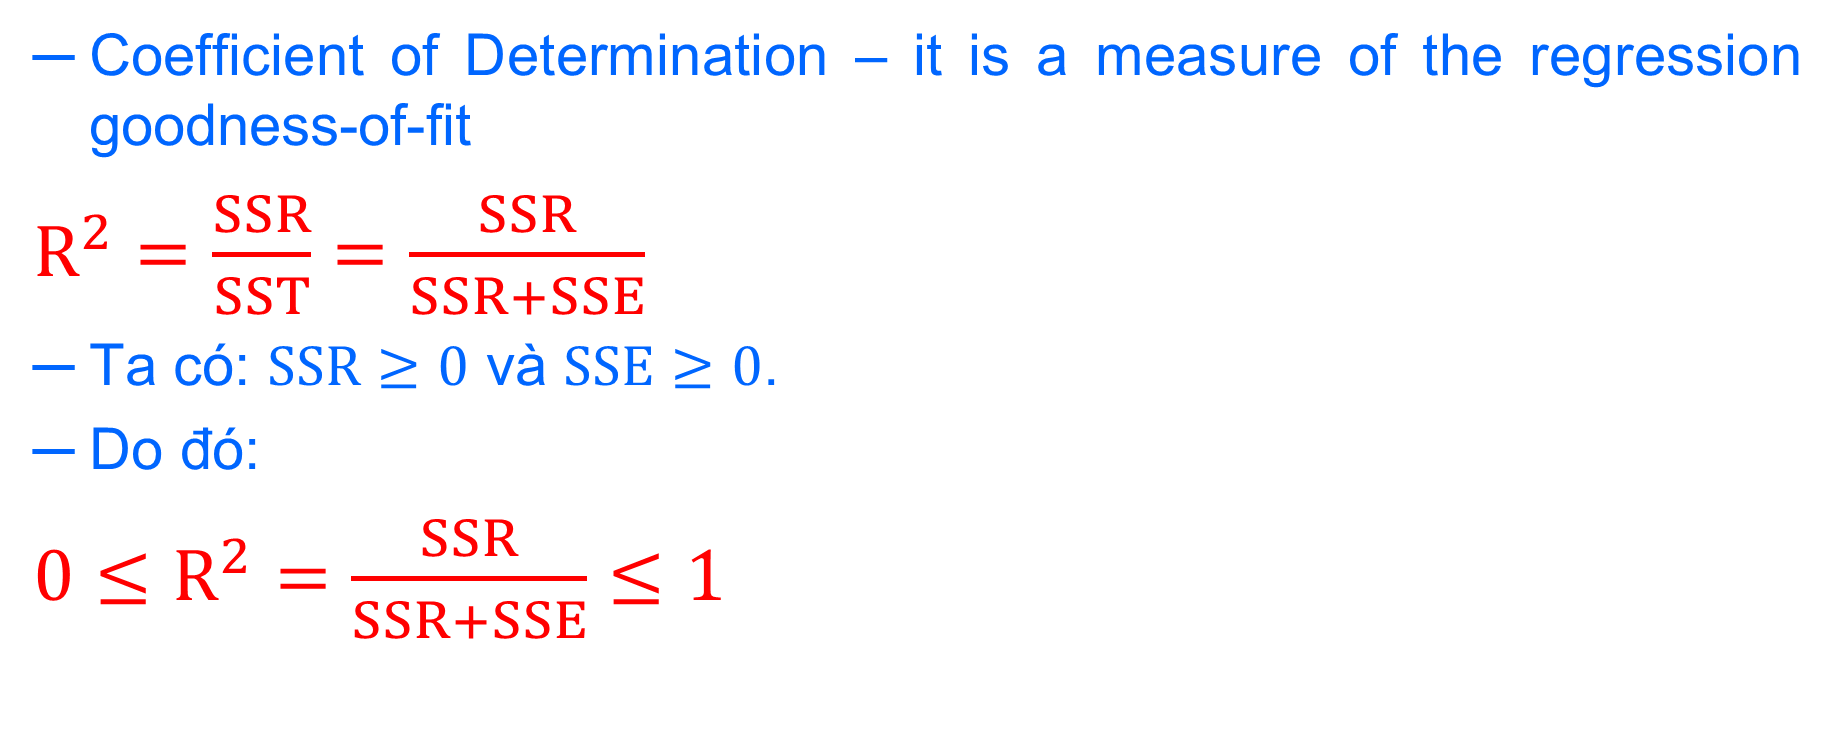 – Coefficient of Determination – it is a measure of the regression
goodness-of-fit
R² = SSR/SST = SSR/(SSR+SSE)
– Ta có: SSR ≥ 0 và SSE ≥ 0.
– Do đó:
0 ≤ R² = SSR/(SSR+SSE) ≤ 1